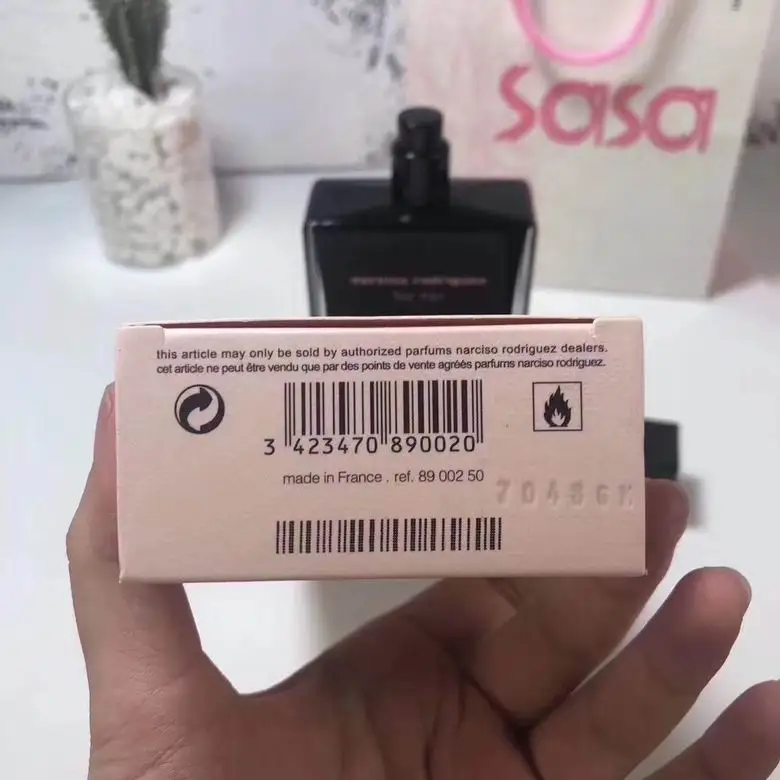 sasa
narciso rodriguez
for her
this article may only be sold by authorized parfums narciso rodriguez dealers.
cet article ne peut être vendu que par des points de vente agréés parfums narciso rodriguez.
3 423470 890020
made in France . ref. 89 002 50